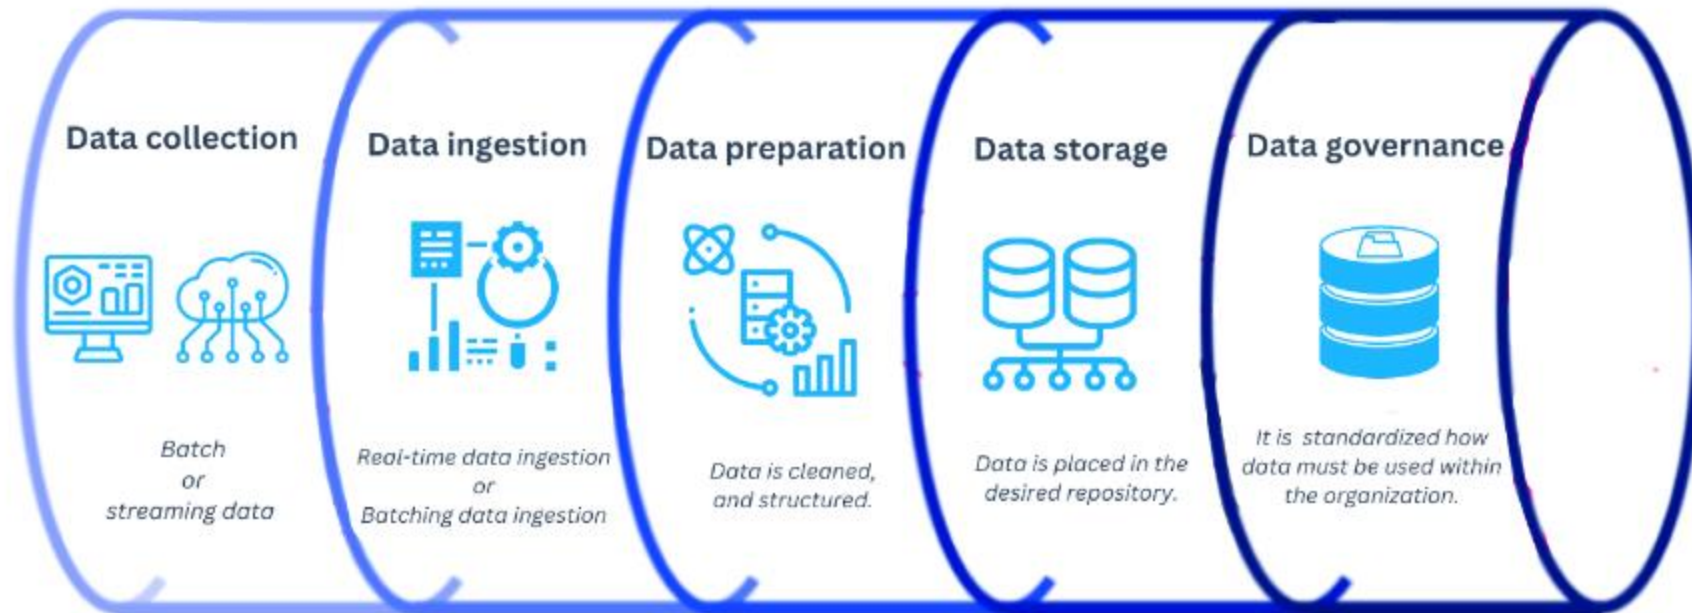 Data collection
Batch
or
streaming data
Data ingestion
Real-time data ingestion
or
Batching data ingestion
Data preparation
Data is cleaned,
and structured.
Data storage
Data is placed in the
desired repository.
Data governance
It is standardized how
data must be used within
the organization.